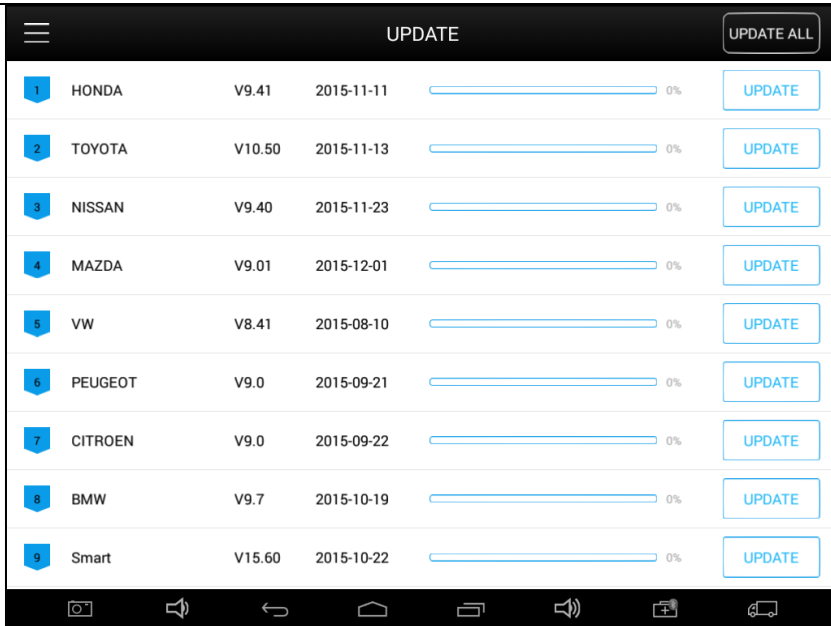 UPDATE UPDATE ALL
1 HONDA V9.41 2015-11-11 0% UPDATE
2 TOYOTA V10.50 2015-11-13 0% UPDATE
3 NISSAN V9.40 2015-11-23 0% UPDATE
4 MAZDA V9.01 2015-12-01 0% UPDATE
5 VW V8.41 2015-08-10 0% UPDATE
6 PEUGEOT V9.0 2015-09-21 0% UPDATE
7 CITROEN V9.0 2015-09-22 0% UPDATE
8 BMW V9.7 2015-10-19 0% UPDATE
9 Smart V15.60 2015-10-22 0% UPDATE